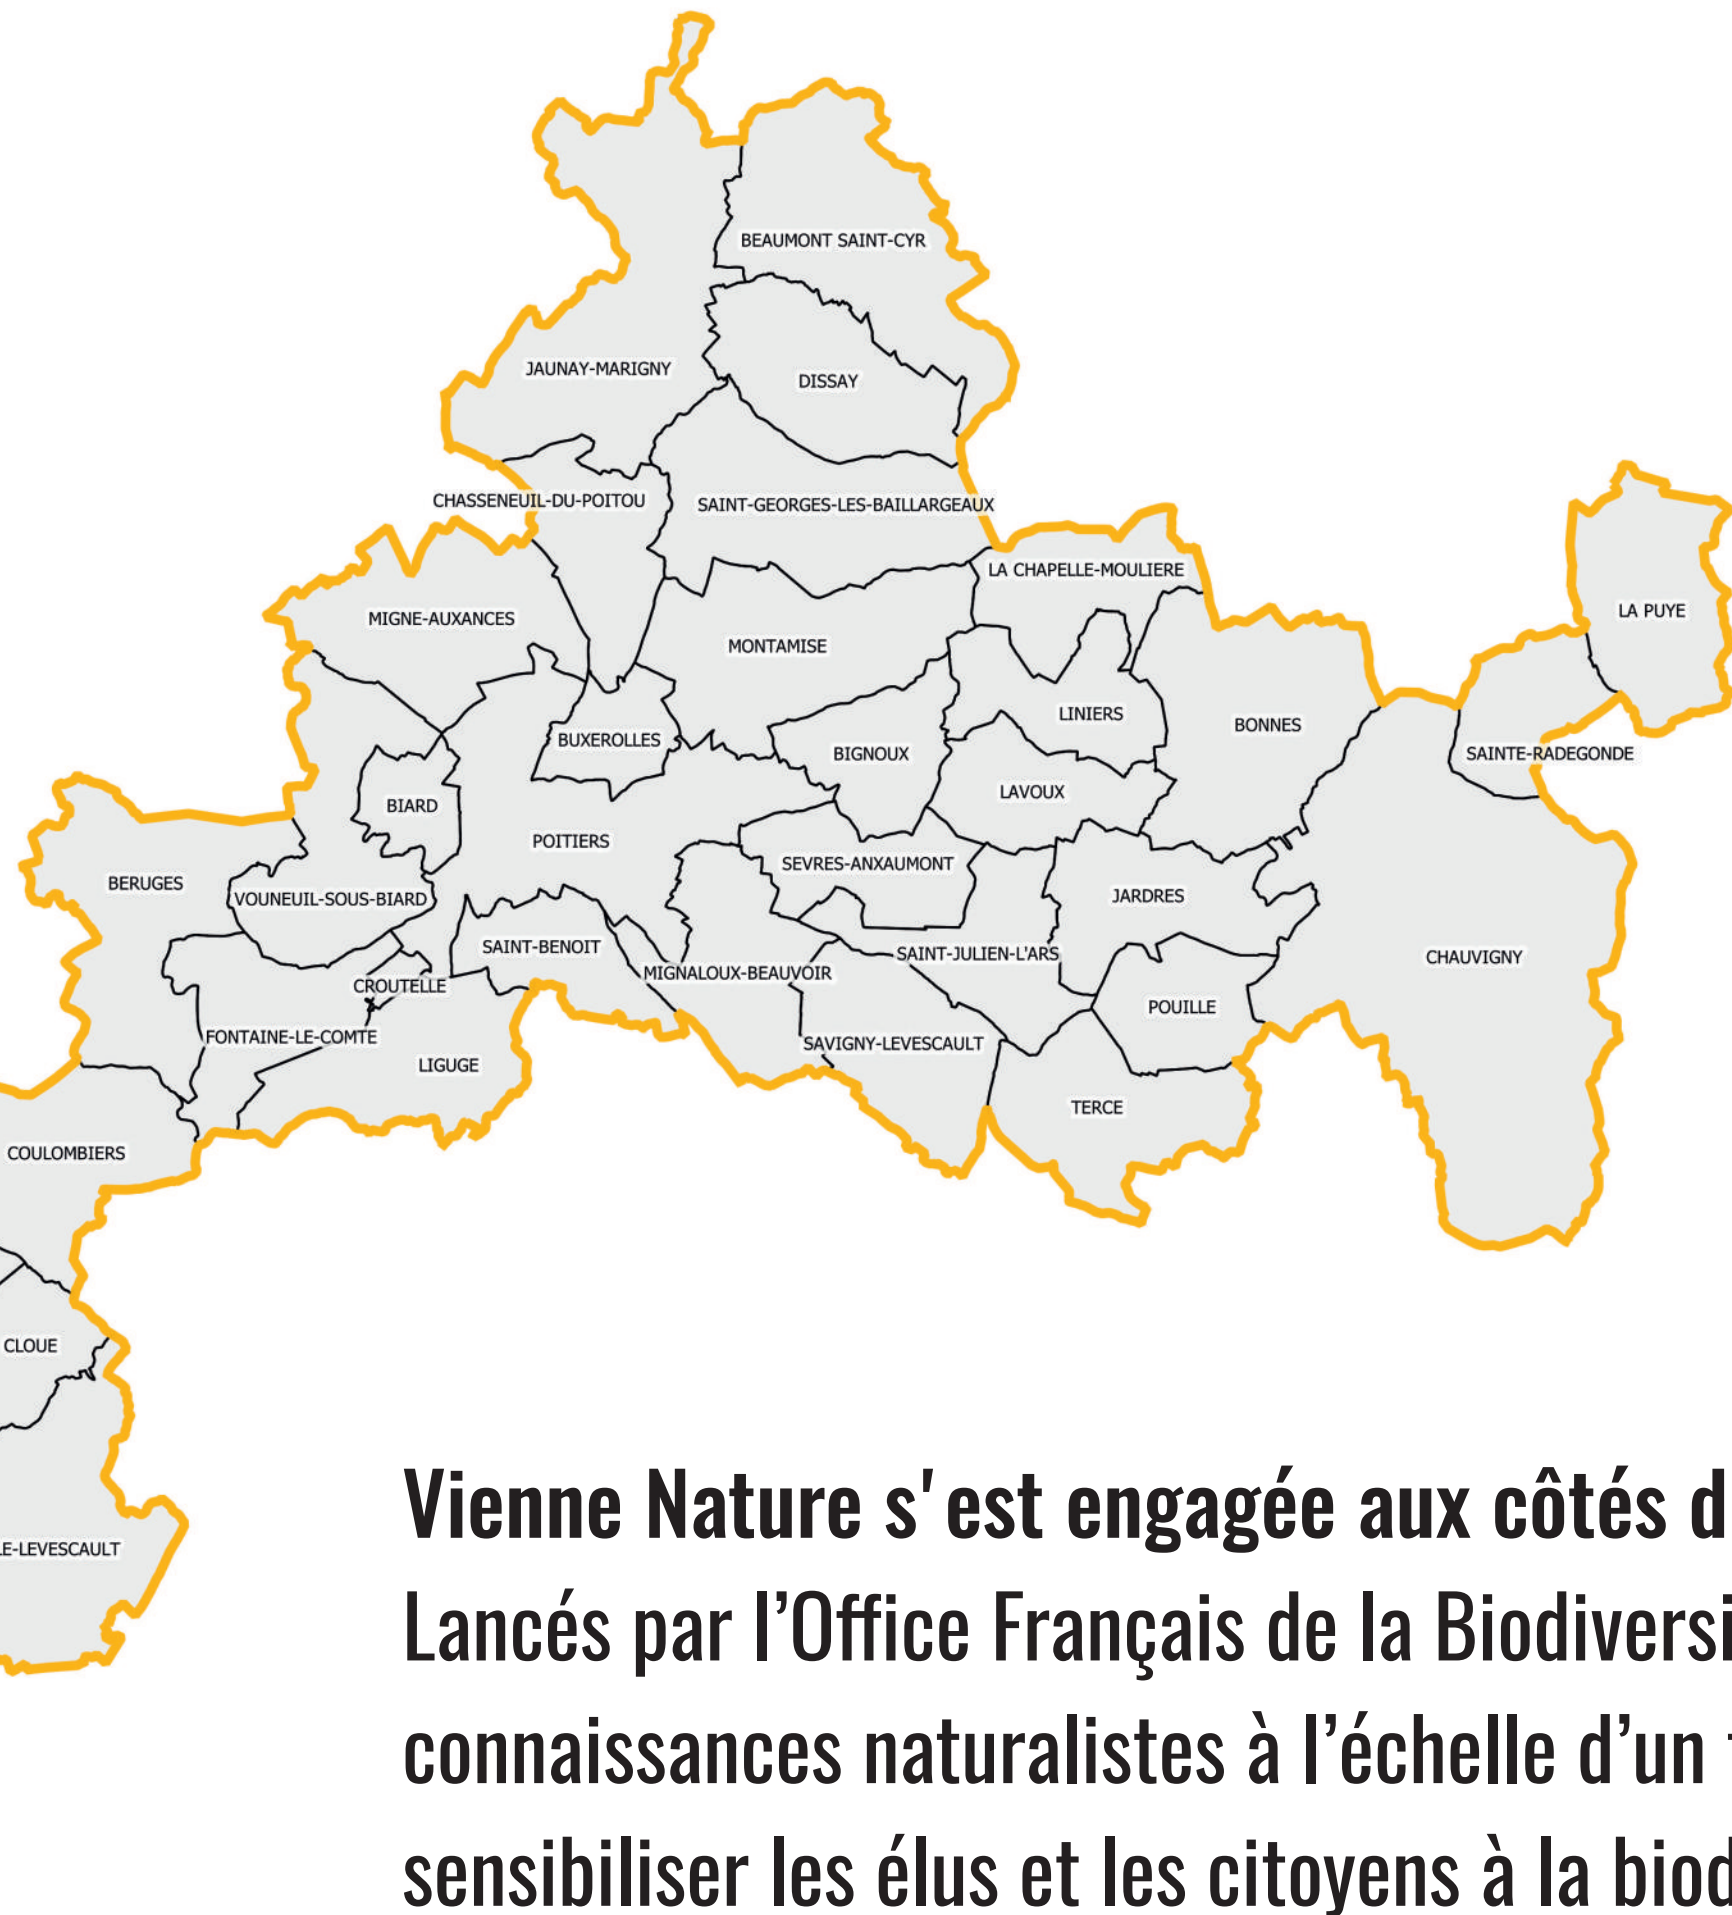 BEAUMONT SAINT-CYR
JAUNAY-MARIGNY
DISSAY
CHASSENEUIL-DU-POITOU
SAINT-GEORGES-LES-BAILLARGEAUX
LA CHAPELLE-MOULIERE
MIGNE-AUXANCES
LA PUYE
MONTAMISE
LINIERS
BONNES
BUXEROLLES
BIGNOUX
SAINTE-RADEGONDE
LAVOUX
BIARD
POITIERS
SEVRES-ANXAUMONT
BERUGES
JARDRES
VOUNEUIL-SOUS-BIARD
SAINT-BENOIT
SAINT-JULIEN-L'ARS
CHAUVIGNY
MIGNALOUX-BEAUVOIR
CROUTELLE
POUILLE
FONTAINE-LE-COMTE
SAVIGNY-LEVESCAULT
LIGUGE
TERCE
COULOMBIERS
CLOUE
LE-LEVESCAULT
Vienne Nature s'est engagée aux côtés d
Lancés par l'Office Français de la Biodiversi
connaissances naturalistes à l'échelle d'un
sensibiliser les élus et les citoyens à la biod